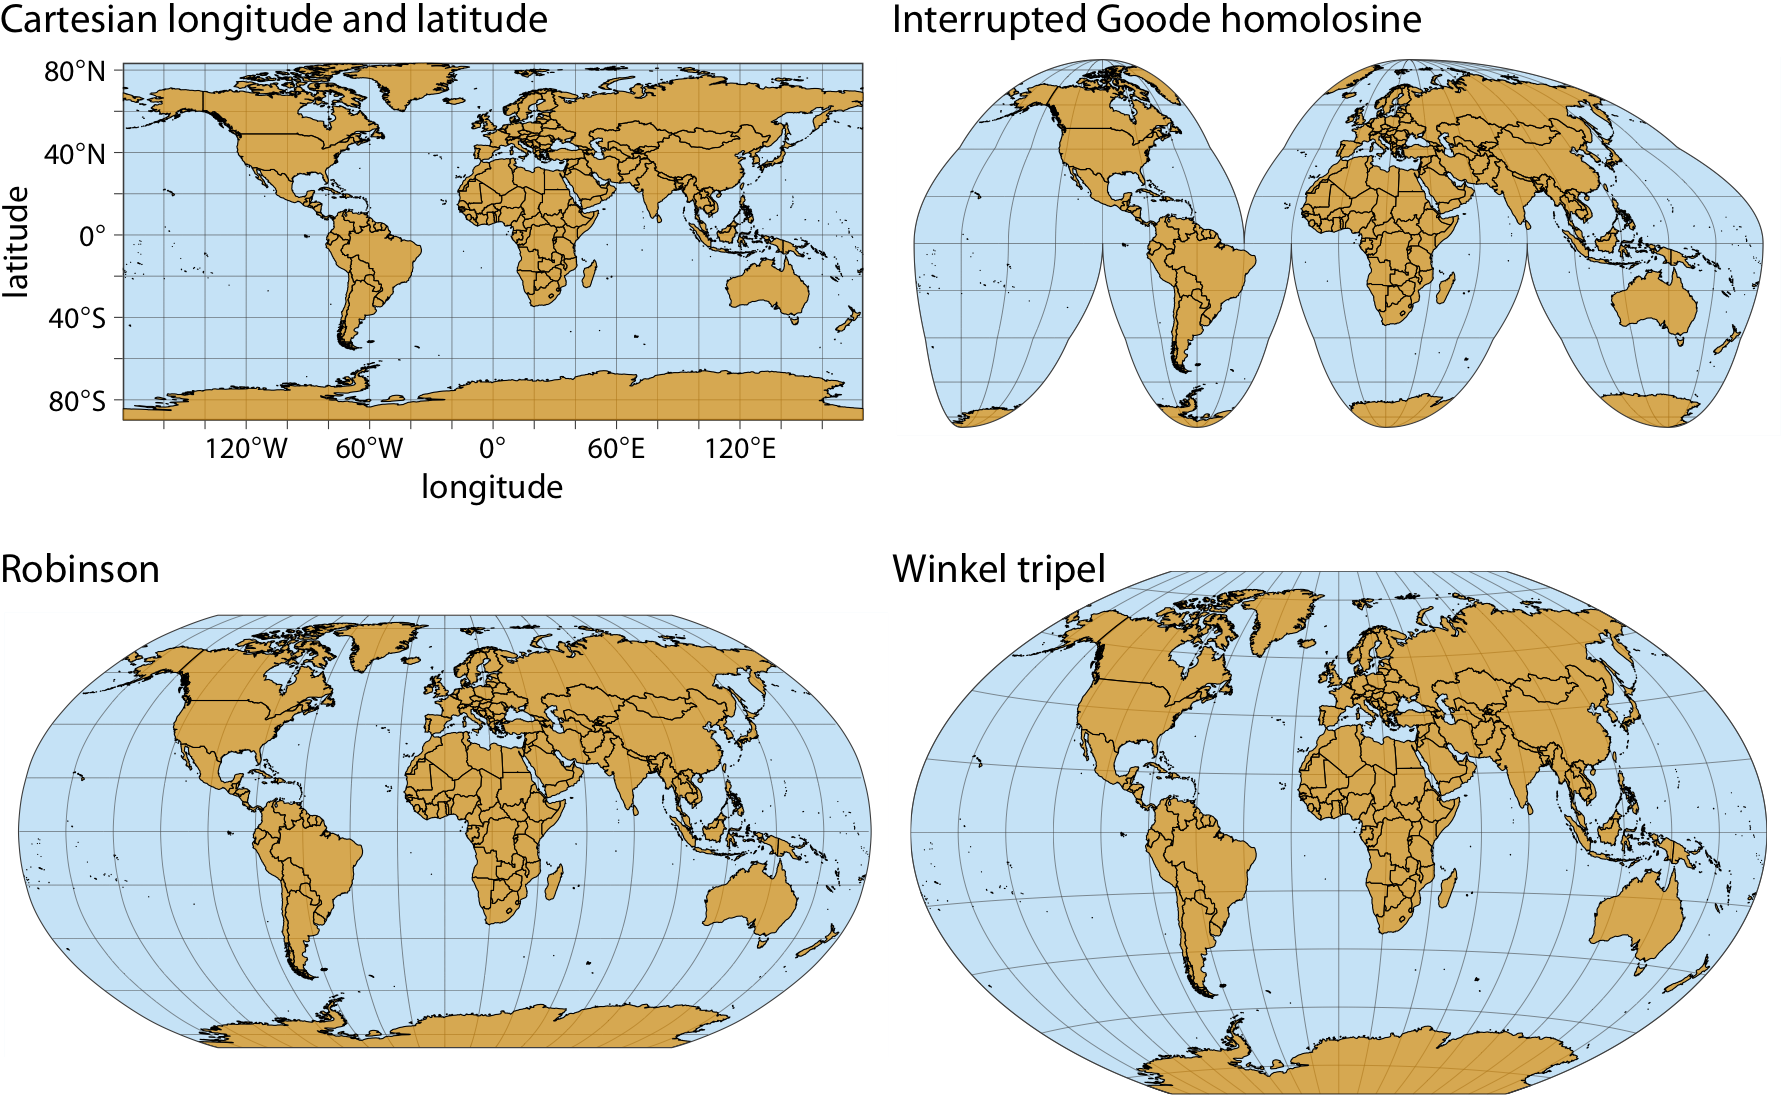 Cartesian longitude and latitude
80°N
40°N
0°
40°S
80°S
latitude
120°W 60°W 0° 60°E 120°E
longitude
Interrupted Goode homolosine
Robinson
Winkel tripel